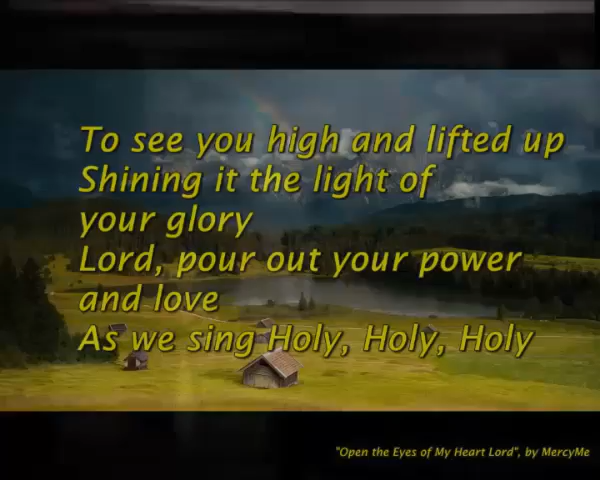 To see you high and lifted up
Shining it the light of
your glory
Lord, pour out your power
and love
As we sing Holy, Holy, Holy
"Open the Eyes of My Heart Lord", by MercyMe